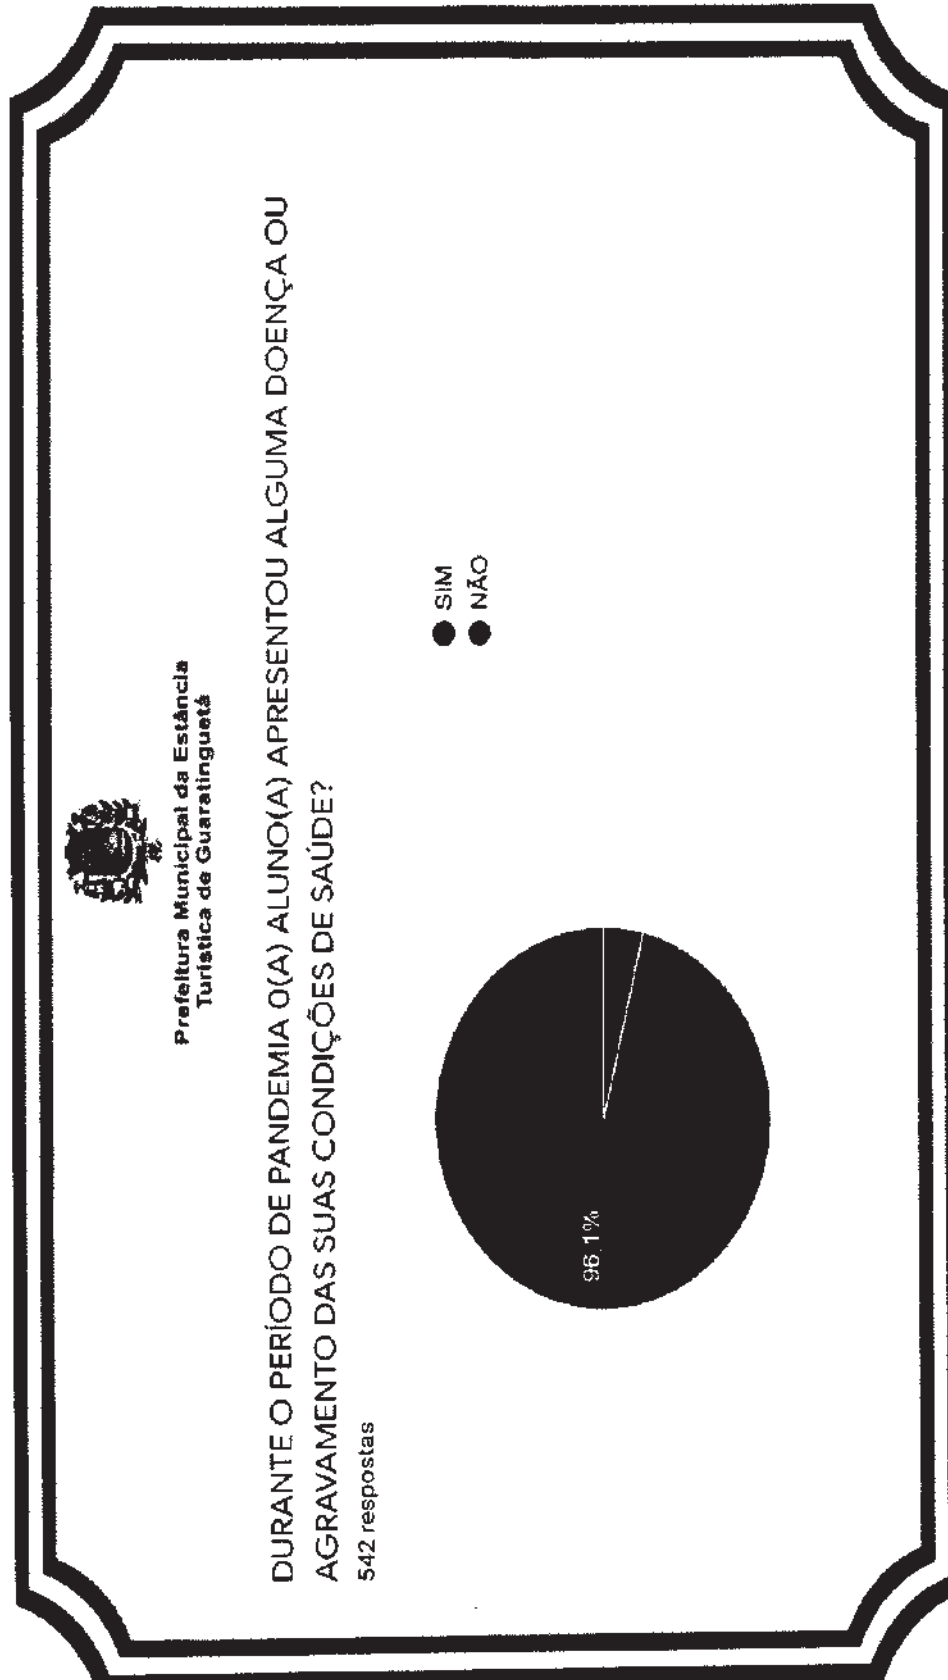 Prefeitura Municipal da Estância
Turística de Guaratinguetá
DURANTE O PERÍODO DE PANDEMIA 0(A) ALUNO(A) APRESENTOU ALGUMA DOENÇA OU
AGRAVAMENTO DAS SUAS CONDIÇÕES DE SAÚDE?
542 respostas
SIM
NÃO
96.1%